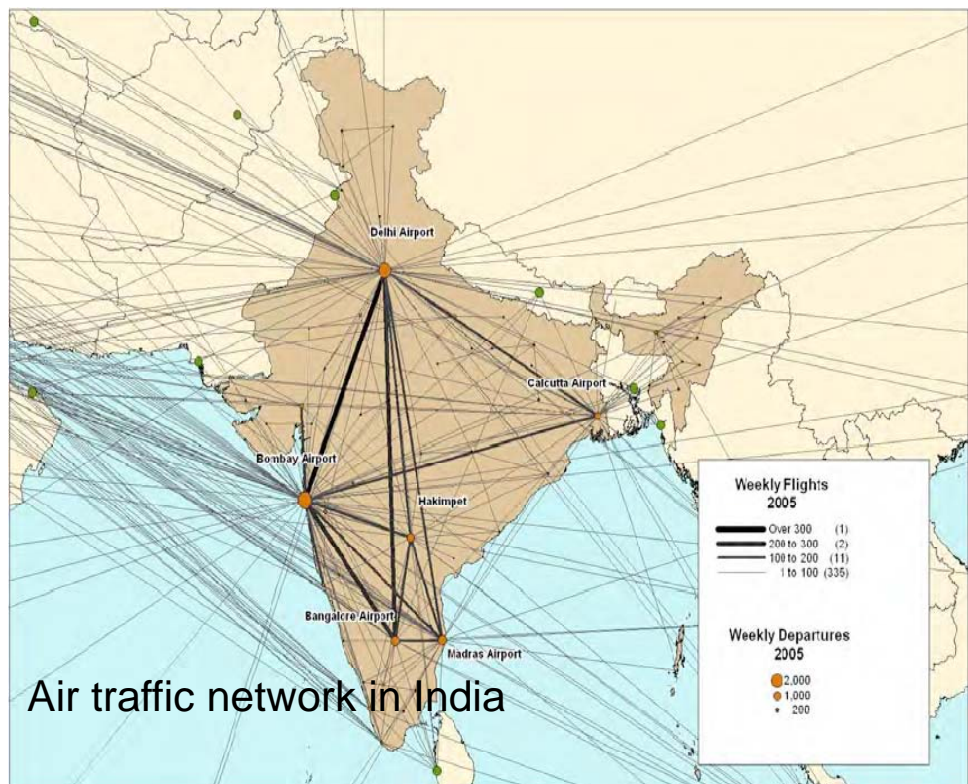 Delhi Airport
Calcutta Airport
Bombay Airport
Hakimpet
Bangalore Airport
Madras Airport
Air traffic network in India
Weekly Flights
2005
Over 300 (1)
200 to 300 (2)
100 to 200 (11)
1 to 100 (335)
Weekly Departures
2005
2,000
1,000
200